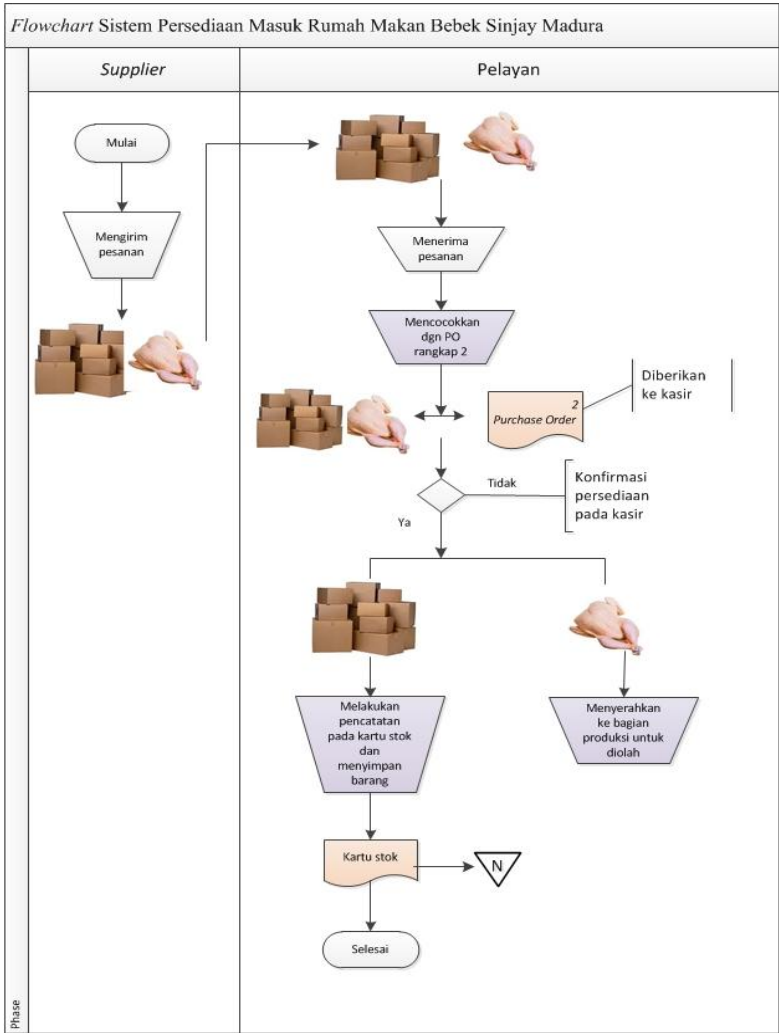 Flowchart Sistem Persediaan Masuk Rumah Makan Bebek Sinjay Madura
Supplier
Pelayan
Mulai
Mengirim
pesanan
Menerima
pesanan
Mencocokkan
dgn PO
rangkap 2
2
Purchase Order
Diberikan
ke kasir
Tidak
Konfirmasi
persediaan
pada kasir
Ya
Melakukan
pencatatan
pada kartu stok
dan
menyimpan
barang
Menyerahkan
ke bagian
produksi untuk
diolah
Kartu stok
N
Selesai
Phase